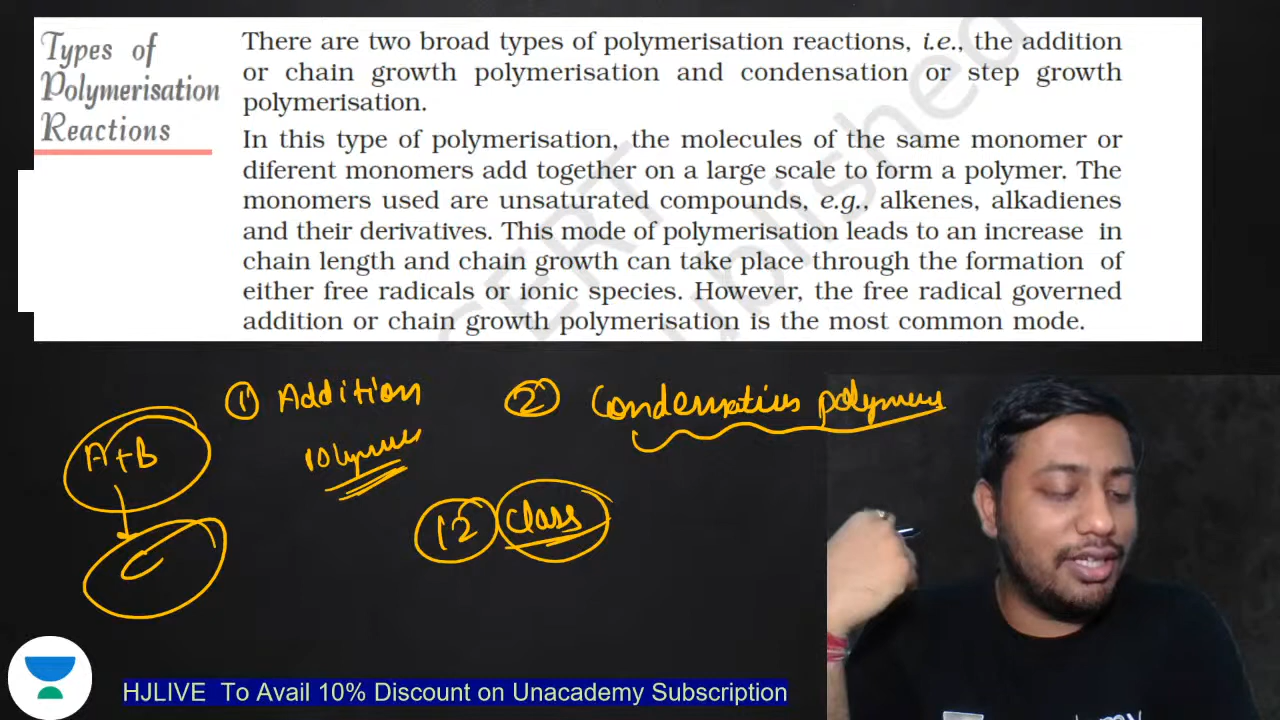 Types of
Polymerisation
Reactions
There are two broad types of polymerisation reactions, i.e., the addition
or chain growth polymerisation and condensation or step growth
polymerisation.
In this type of polymerisation, the molecules of the same monomer or
diferent monomers add together on a large scale to form a polymer. The
monomers used are unsaturated compounds, e.g., alkenes, alkadienes
and their derivatives. This mode of polymerisation leads to an increase in
chain length and chain growth can take place through the formation of
either free radicals or ionic species. However, the free radical governed
addition or chain growth polymerisation is the most common mode.
① Addition
Polymers
② Condensation polymers
A+B
C
12 class
HJLIVE To Avail 10% Discount on Unacademy Subscription